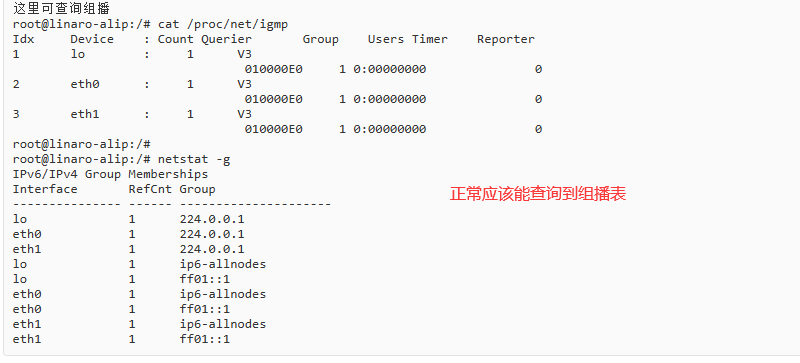 这里可查询组播
root@linaro-alip:/# cat /proc/net/igmp
Idx     Device    : Count Querier       Group    Users Timer    Reporter
1       lo        :     1      V3
                                010000E0     1 0:00000000               0
2       eth0      :     1      V3
                                010000E0     1 0:00000000               0
3       eth1      :     1      V3
                                010000E0     1 0:00000000               0
root@linaro-alip:/#
root@linaro-alip:/# netstat -g
IPv6/IPv4 Group Memberships
Interface       RefCnt Group
--------------- ------ ---------------------
正常应该能查询到组播表
lo              1      224.0.0.1
eth0            1      224.0.0.1
eth1            1      224.0.0.1
lo              1      ip6-allnodes
lo              1      ff01::1
eth0            1      ip6-allnodes
eth0            1      ff01::1
eth1            1      ip6-allnodes
eth1            1      ff01::1